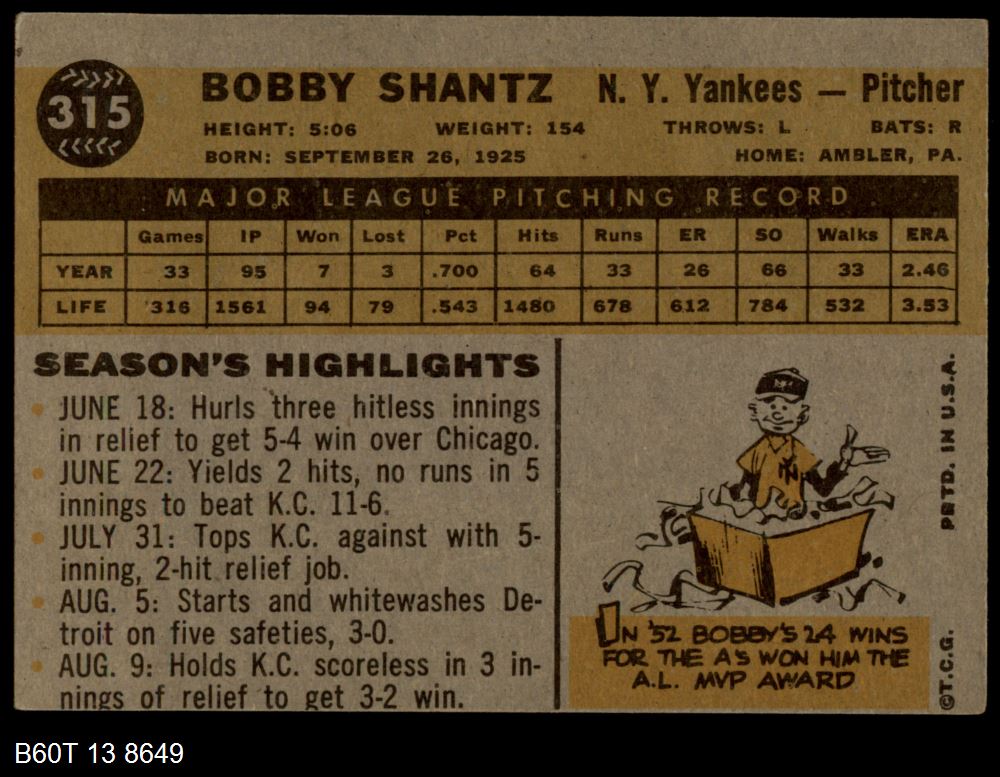 315
BOBBY SHANTZ N. Y. Yankees — Pitcher
HEIGHT: 5:06 WEIGHT: 154 THROWS: L BATS: R
BORN: SEPTEMBER 26, 1925 HOME: AMBLER, PA.
MAJOR LEAGUE PITCHING RECORD
Games IP Won Lost Pct Hits Runs ER SO Walks ERA
YEAR 33 95 7 3 .700 64 33 26 66 33 2.46
LIFE 316 1561 94 79 .543 1480 678 612 784 532 3.53
SEASON'S HIGHLIGHTS
• JUNE 18: Hurls three hitless innings
in relief to get 5-4 win over Chicago.
• JUNE 22: Yields 2 hits, no runs in 5
innings to beat K.C. 11-6.
• JULY 31: Tops K.C. against with 5-
inning, 2-hit relief job.
• AUG. 5: Starts and whitewashes De-
troit on five safeties, 3-0.
• AUG. 9: Holds K.C. scoreless in 3 in-
nings of relief to get 3-2 win.
NY
IN '52 BOBBY'S 24 WINS
FOR THE A'S WON HIM THE
A.L. MVP AWARD
©T.C.G. PRTD. IN U.S.A.
B60T 13 8649